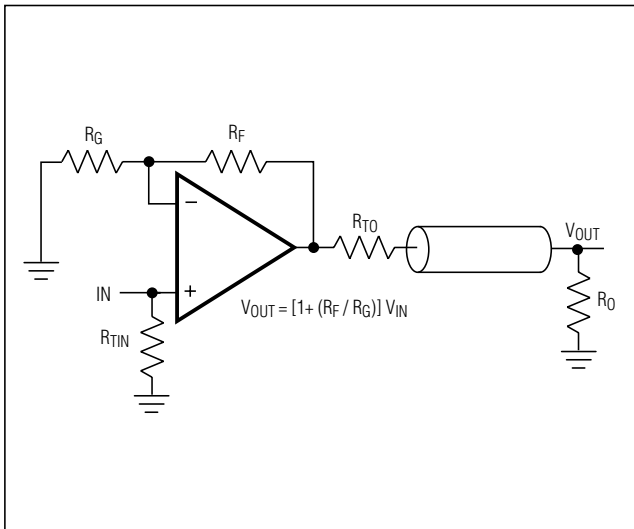 RG
RF
RTO
VOUT
IN
VOUT = [1+ (RF / RG)] VIN
RO
RTIN
−
+